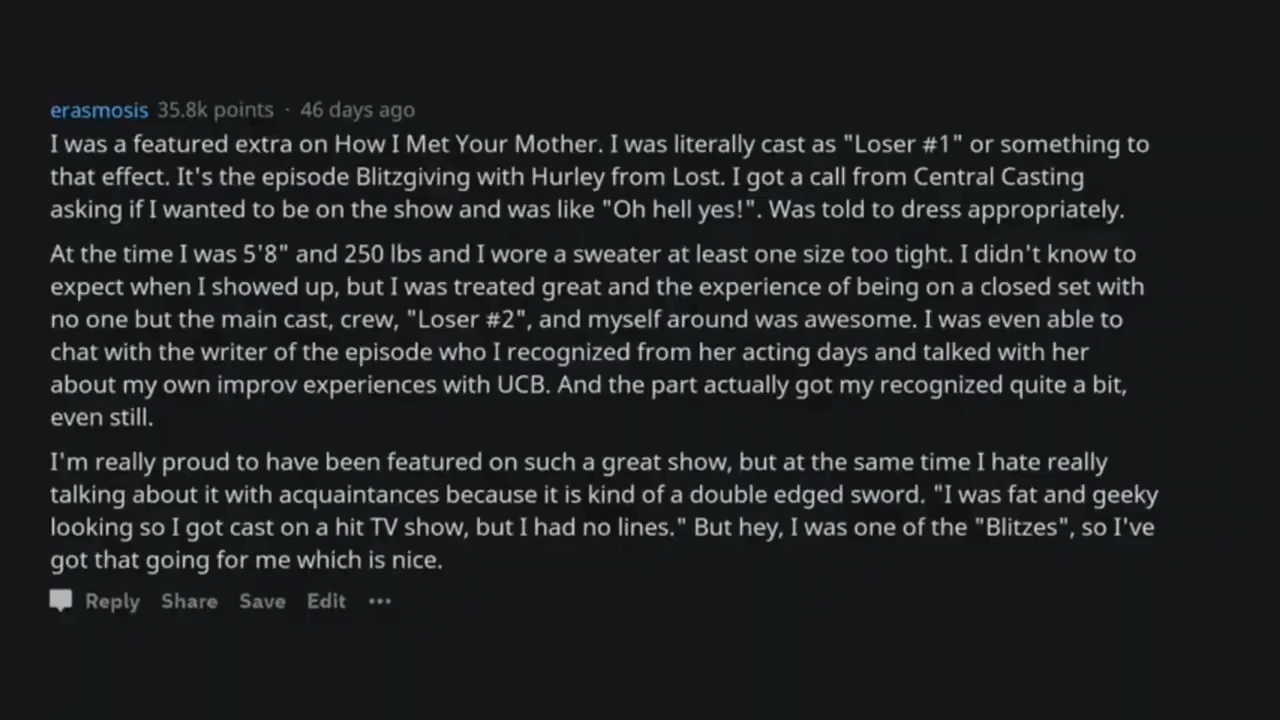 erasmosis 35.8k points · 46 days ago
I was a featured extra on How I Met Your Mother. I was literally cast as "Loser #1" or something to
that effect. It's the episode Blitzgiving with Hurley from Lost. I got a call from Central Casting
asking if I wanted to be on the show and was like "Oh hell yes!". Was told to dress appropriately.
At the time I was 5'8" and 250 lbs and I wore a sweater at least one size too tight. I didn't know to
expect when I showed up, but I was treated great and the experience of being on a closed set with
no one but the main cast, crew, "Loser #2", and myself around was awesome. I was even able to
chat with the writer of the episode who I recognized from her acting days and talked with her
about my own improv experiences with UCB. And the part actually got my recognized quite a bit,
even still.
I'm really proud to have been featured on such a great show, but at the same time I hate really
talking about it with acquaintances because it is kind of a double edged sword. "I was fat and geeky
looking so I got cast on a hit TV show, but I had no lines." But hey, I was one of the "Blitzes", so I've
got that going for me which is nice.
Reply Share Save Edit ···